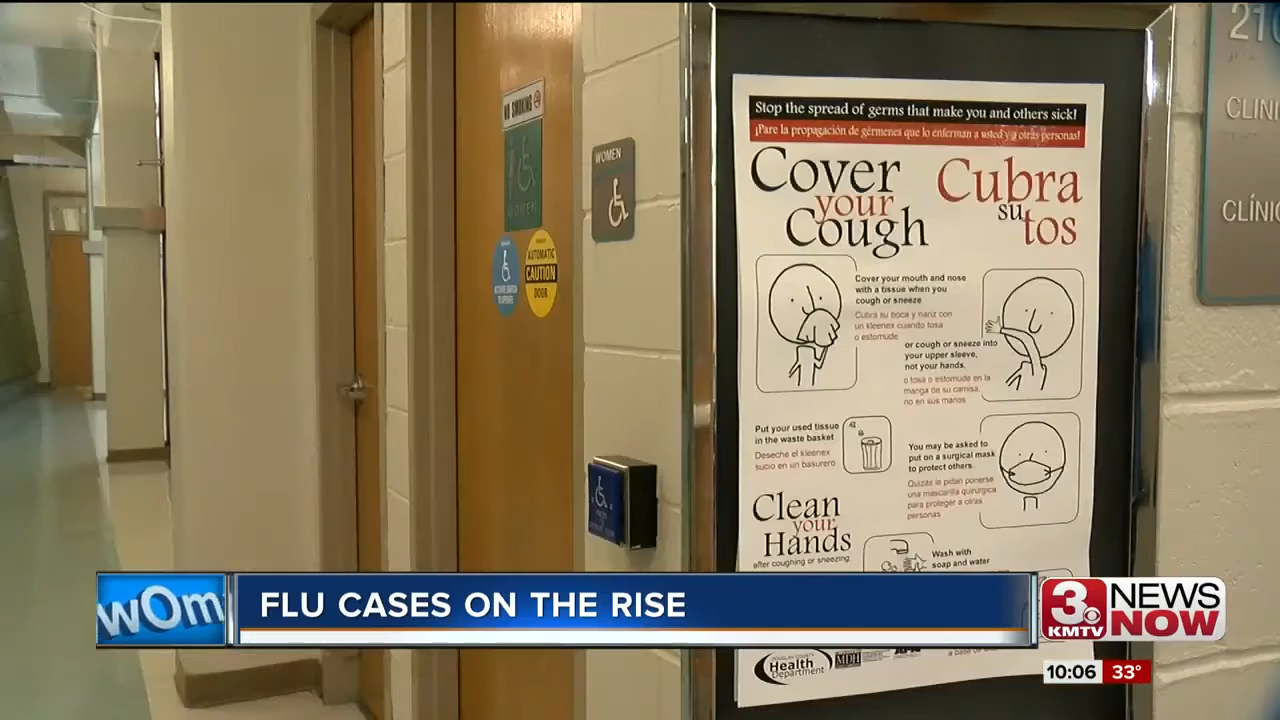 NO SMOKING
WOMEN
WOMEN
AUTOMATIC
CAUTION
DOOR
21
CLINI
CLÍNIC
Stop the spread of germs that make you and others sick!
¡Pare la propagación de gérmenes que lo enferman a usted y a otras personas!
Cover
your
Cough
Cubra
su
tos
Cover your mouth and nose
with a tissue when you
cough or sneeze
Cubra su boca y nariz con
un kleenex cuando tosa
o estornude
or cough or sneeze into
your upper sleeve,
not your hands.
o tosa o estornude en la
manga de su camisa,
no en sus manos
Put your used tissue
in the waste basket
Deseche el kleenex
sucio en un basurero
You may be asked to
put on a surgical mask
to protect others.
Quizás le pidan ponerse
una mascarilla quirúrgica
para proteger a otras
personas
Clean
your
Hands
after coughing or sneezing.
Wash with
soap and water
wOm
FLU CASES ON THE RISE
3 KMTV
NEWS
NOW
DOUGLAS COUNTY
Health
Department
MDH
10:06 33°